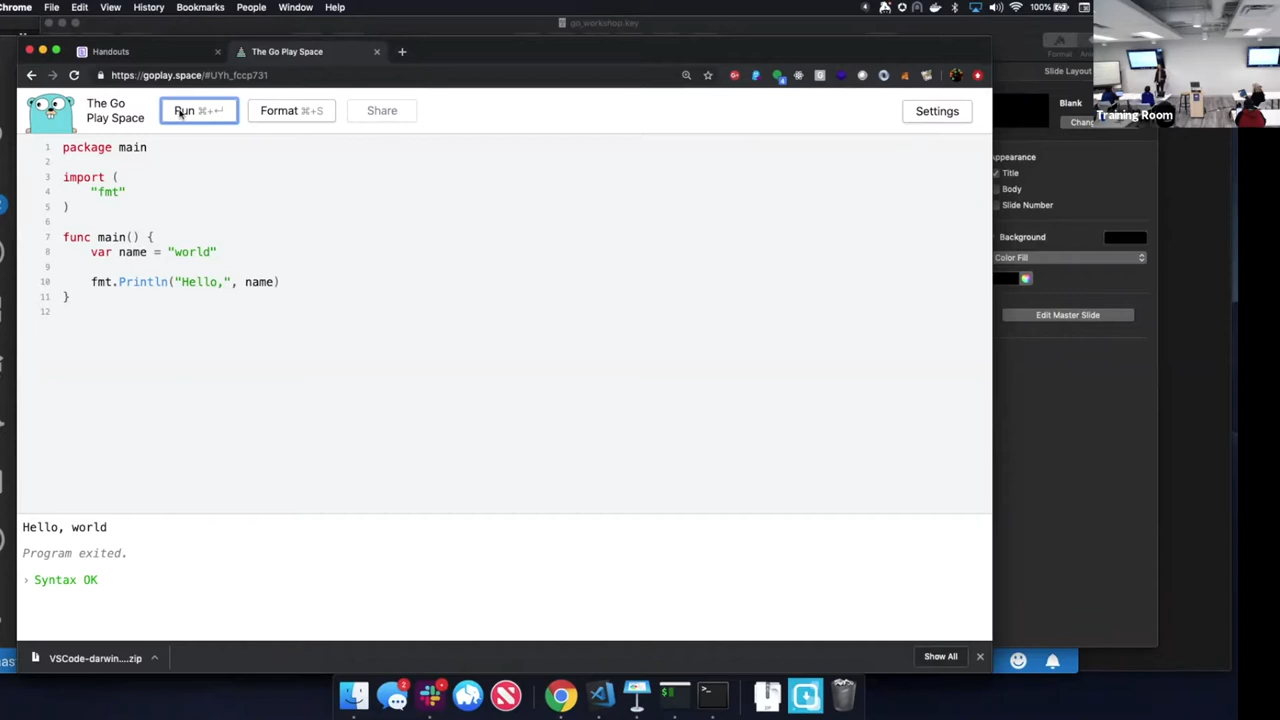 Chrome File Edit View History Bookmarks People Window Help 100%
go_workshop.key
Handouts
The Go Play Space
https://goplay.space/#UYh_fccp731
The Go
Play Space
Run ⌘+↵
Format ⌘+S
Share
Settings
1 package main
2
3 import (
4 "fmt"
5 )
6
7 func main() {
8 var name = "world"
9
10 fmt.Println("Hello,", name)
11 }
12
Hello, world
Program exited.
› Syntax OK
VSCode-darwin....zip
Show All
Format
Slide Layout
Blank
Training Room
Appearance
Title
Body
Slide Number
Background
Color Fill
Edit Master Slide
2
4